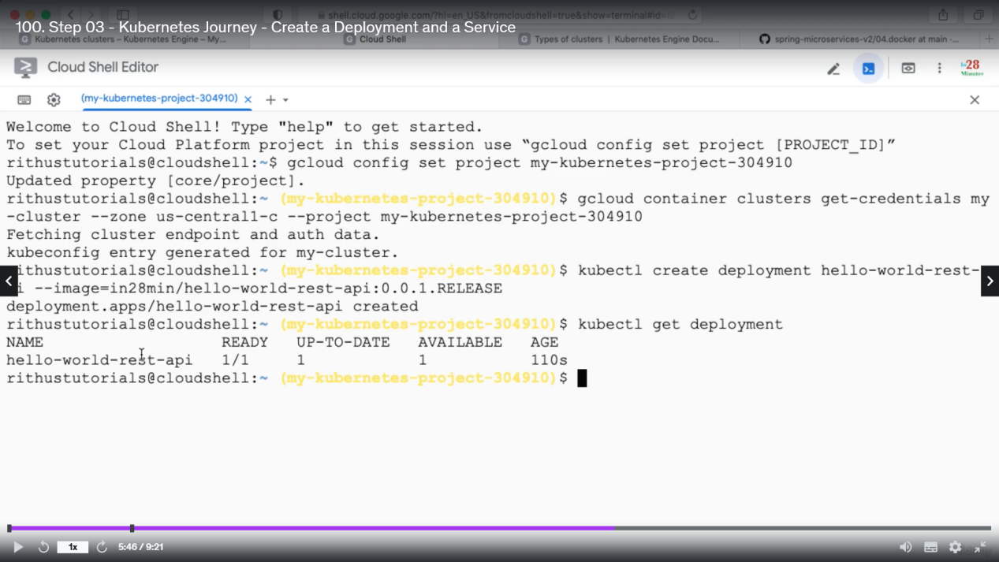 100. Step 03 - Kubernetes Journey - Create a Deployment and a Service
shell.cloud.google.com/?hl=en_US&fromcloudshell=true&show=terminal#id=
Kubernetes clusters – Kubernetes Engine – My...
Cloud Shell
Types of clusters | Kubernetes Engine Docu...
spring-microservices-v2/04.docker at main ·...
Cloud Shell Editor
in28
Minutes
(my-kubernetes-project-304910)
Welcome to Cloud Shell! Type "help" to get started.
To set your Cloud Platform project in this session use “gcloud config set project [PROJECT_ID]”
rithustutorials@cloudshell:~$ gcloud config set project my-kubernetes-project-304910
Updated property [core/project].
rithustutorials@cloudshell:~ (my-kubernetes-project-304910)$ gcloud container clusters get-credentials my
-cluster --zone us-central1-c --project my-kubernetes-project-304910
Fetching cluster endpoint and auth data.
kubeconfig entry generated for my-cluster.
ithustutorials@cloudshell:~ (my-kubernetes-project-304910)$ kubectl create deployment hello-world-rest-
i --image=in28min/hello-world-rest-api:0.0.1.RELEASE
deployment.apps/hello-world-rest-api created
rithustutorials@cloudshell:~ (my-kubernetes-project-304910)$ kubectl get deployment
NAME READY UP-TO-DATE AVAILABLE AGE
hello-world-rest-api 1/1 1 1 110s
rithustutorials@cloudshell:~ (my-kubernetes-project-304910)$
1x
5:46 / 9:21